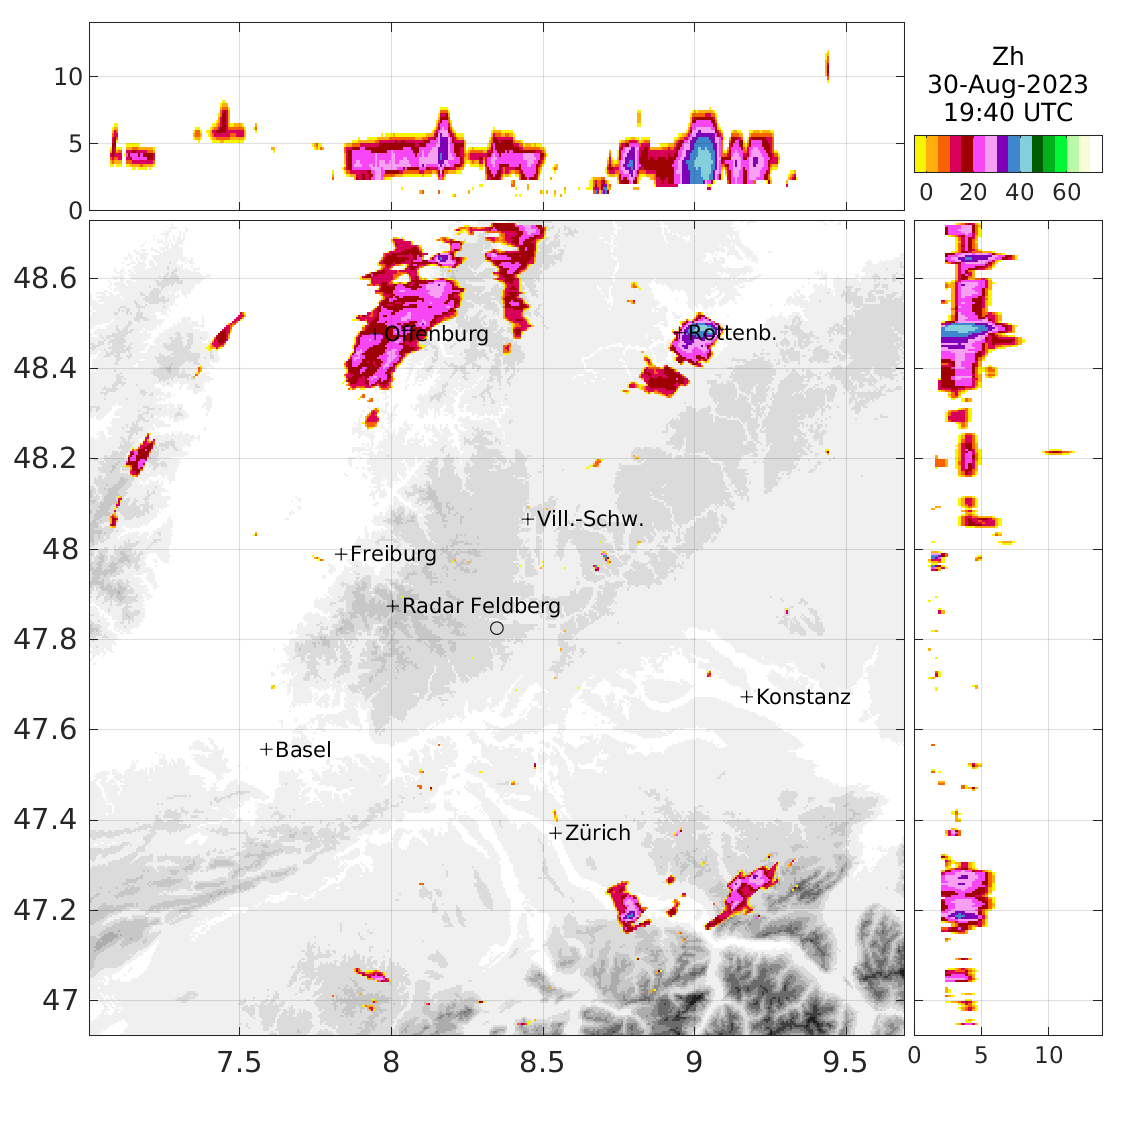 10
5
0
Zh
30-Aug-2023
19:40 UTC
0 20 40 60
48.6
48.4
48.2
48
47.8
47.6
47.4
47.2
47
+Offenburg
+Rottenb.
+Vill.-Schw.
+Freiburg
+Radar Feldberg
+Konstanz
+Basel
+Zürich
7.5 8 8.5 9 9.5
0 5 10